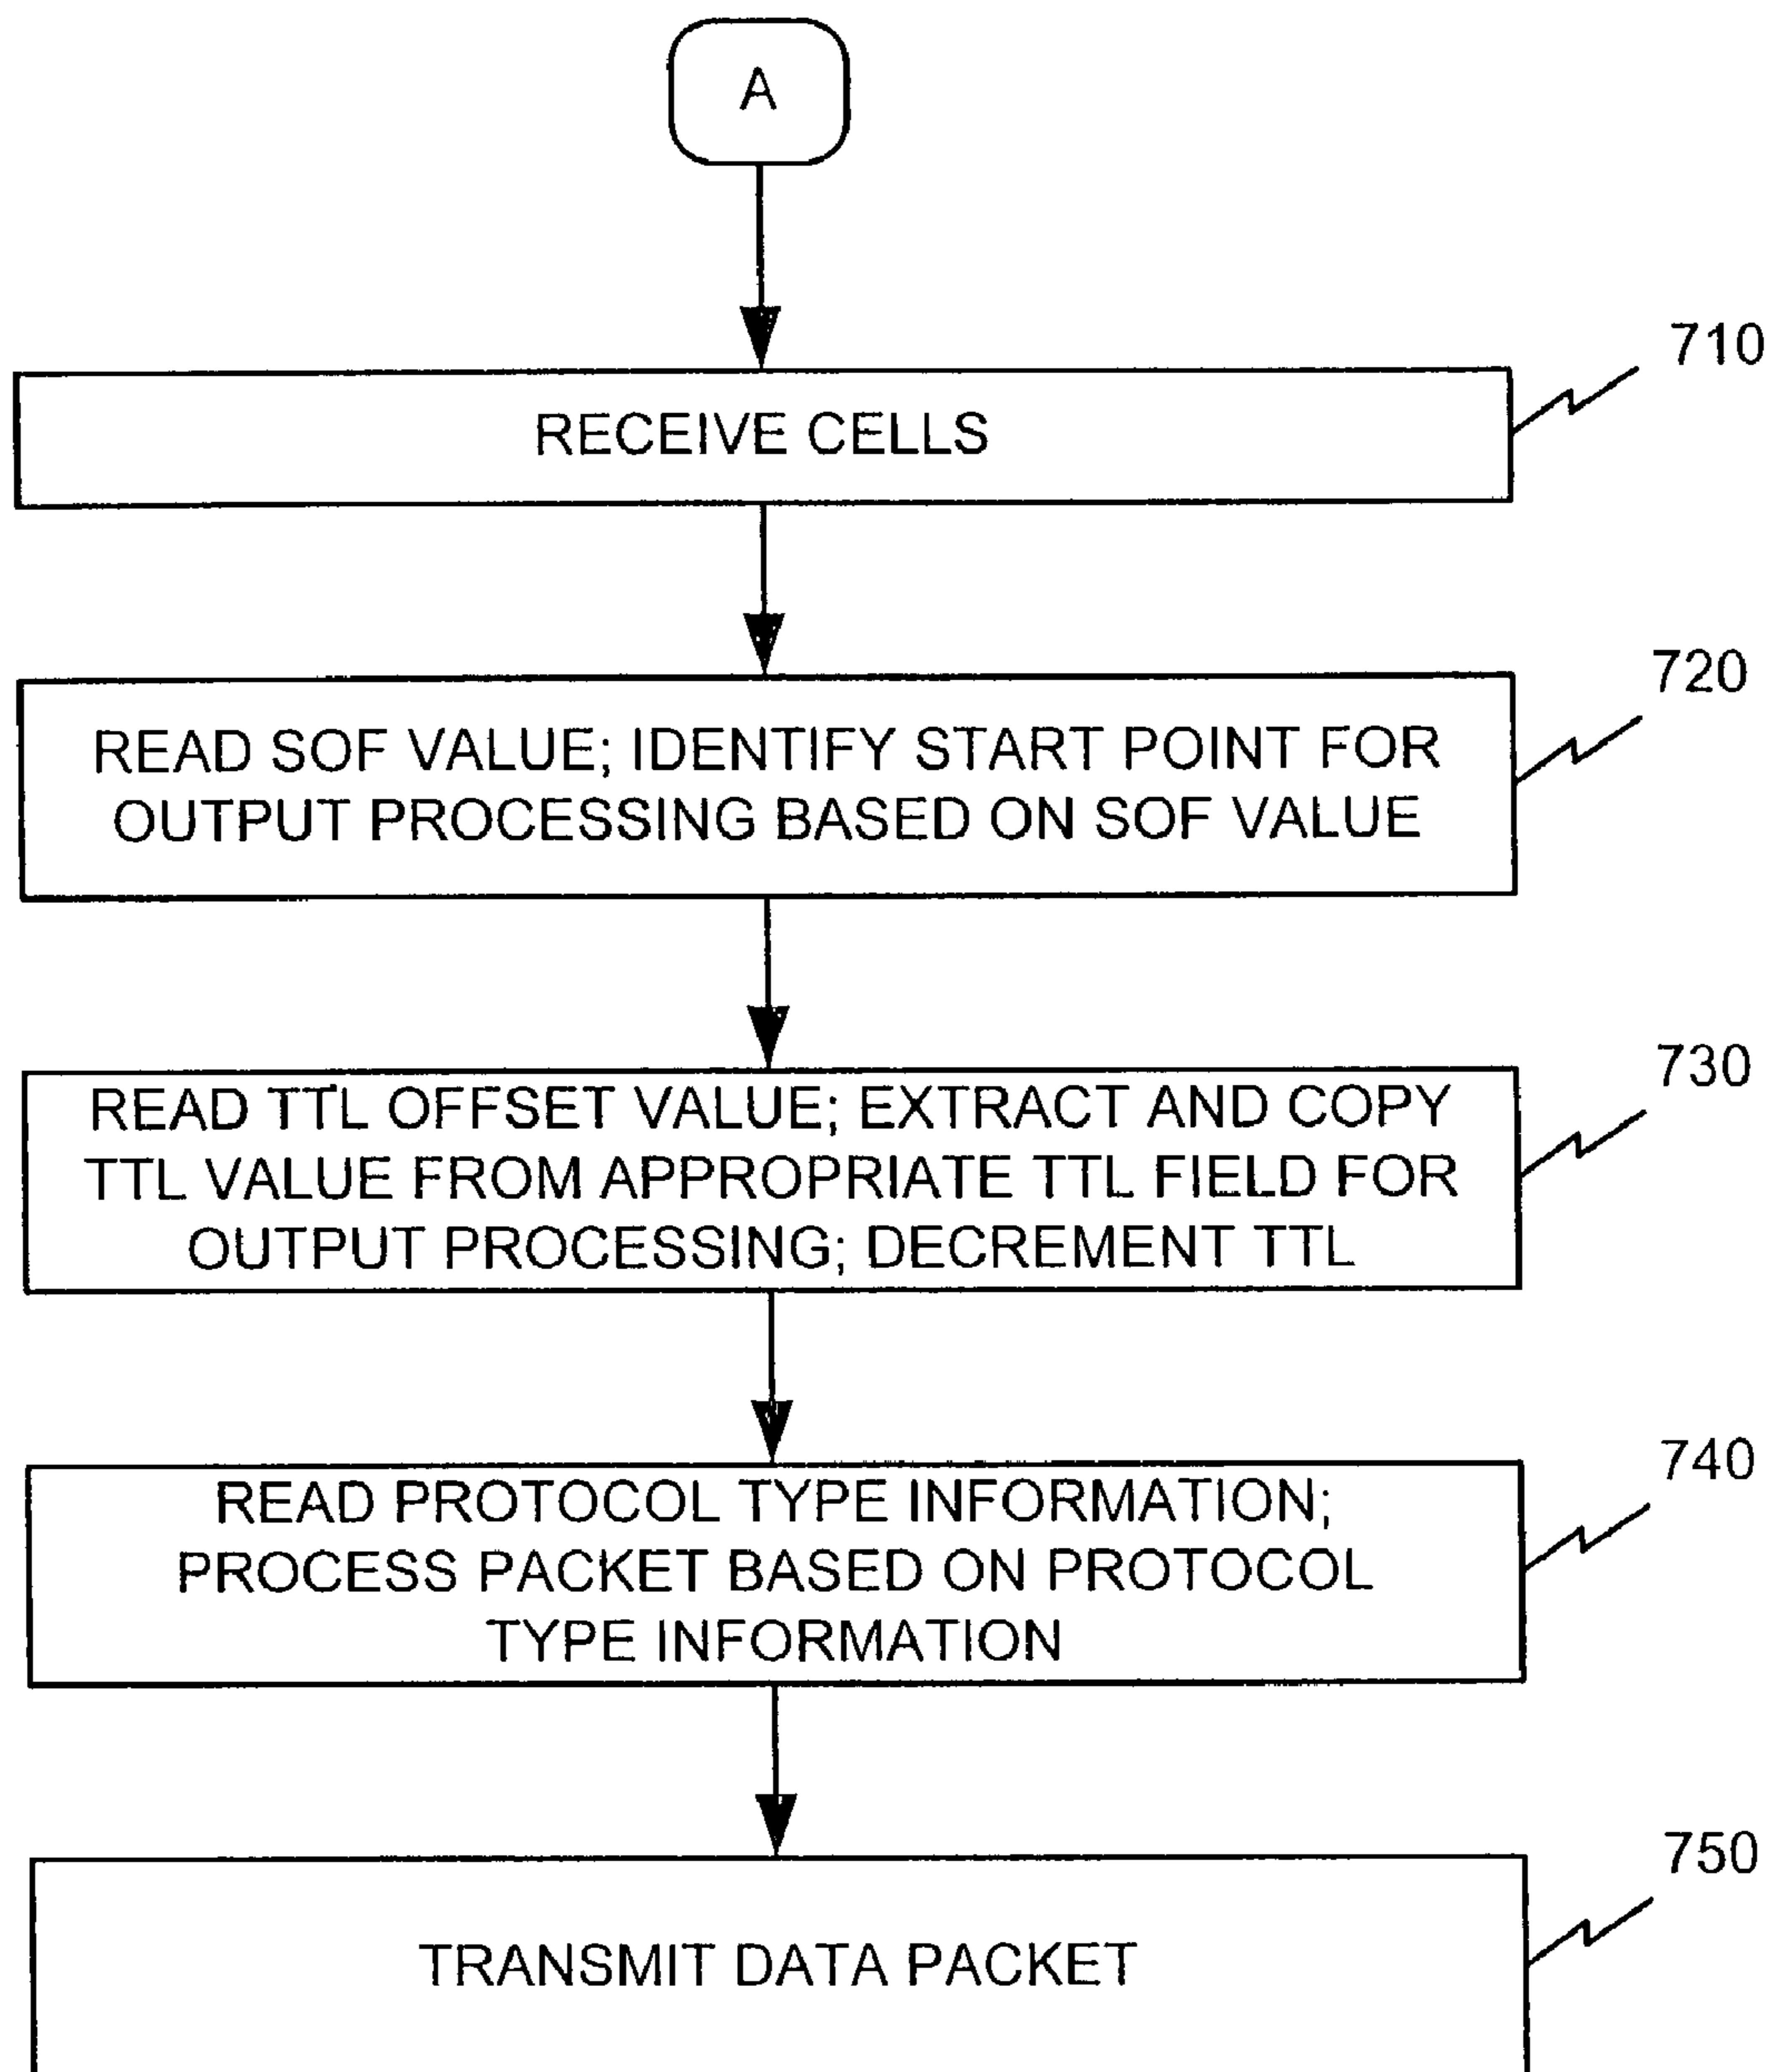 A
710
RECEIVE CELLS
720
READ SOF VALUE; IDENTIFY START POINT FOR
OUTPUT PROCESSING BASED ON SOF VALUE
730
READ TTL OFFSET VALUE; EXTRACT AND COPY
TTL VALUE FROM APPROPRIATE TTL FIELD FOR
OUTPUT PROCESSING; DECREMENT TTL
740
READ PROTOCOL TYPE INFORMATION;
PROCESS PACKET BASED ON PROTOCOL
TYPE INFORMATION
750
TRANSMIT DATA PACKET